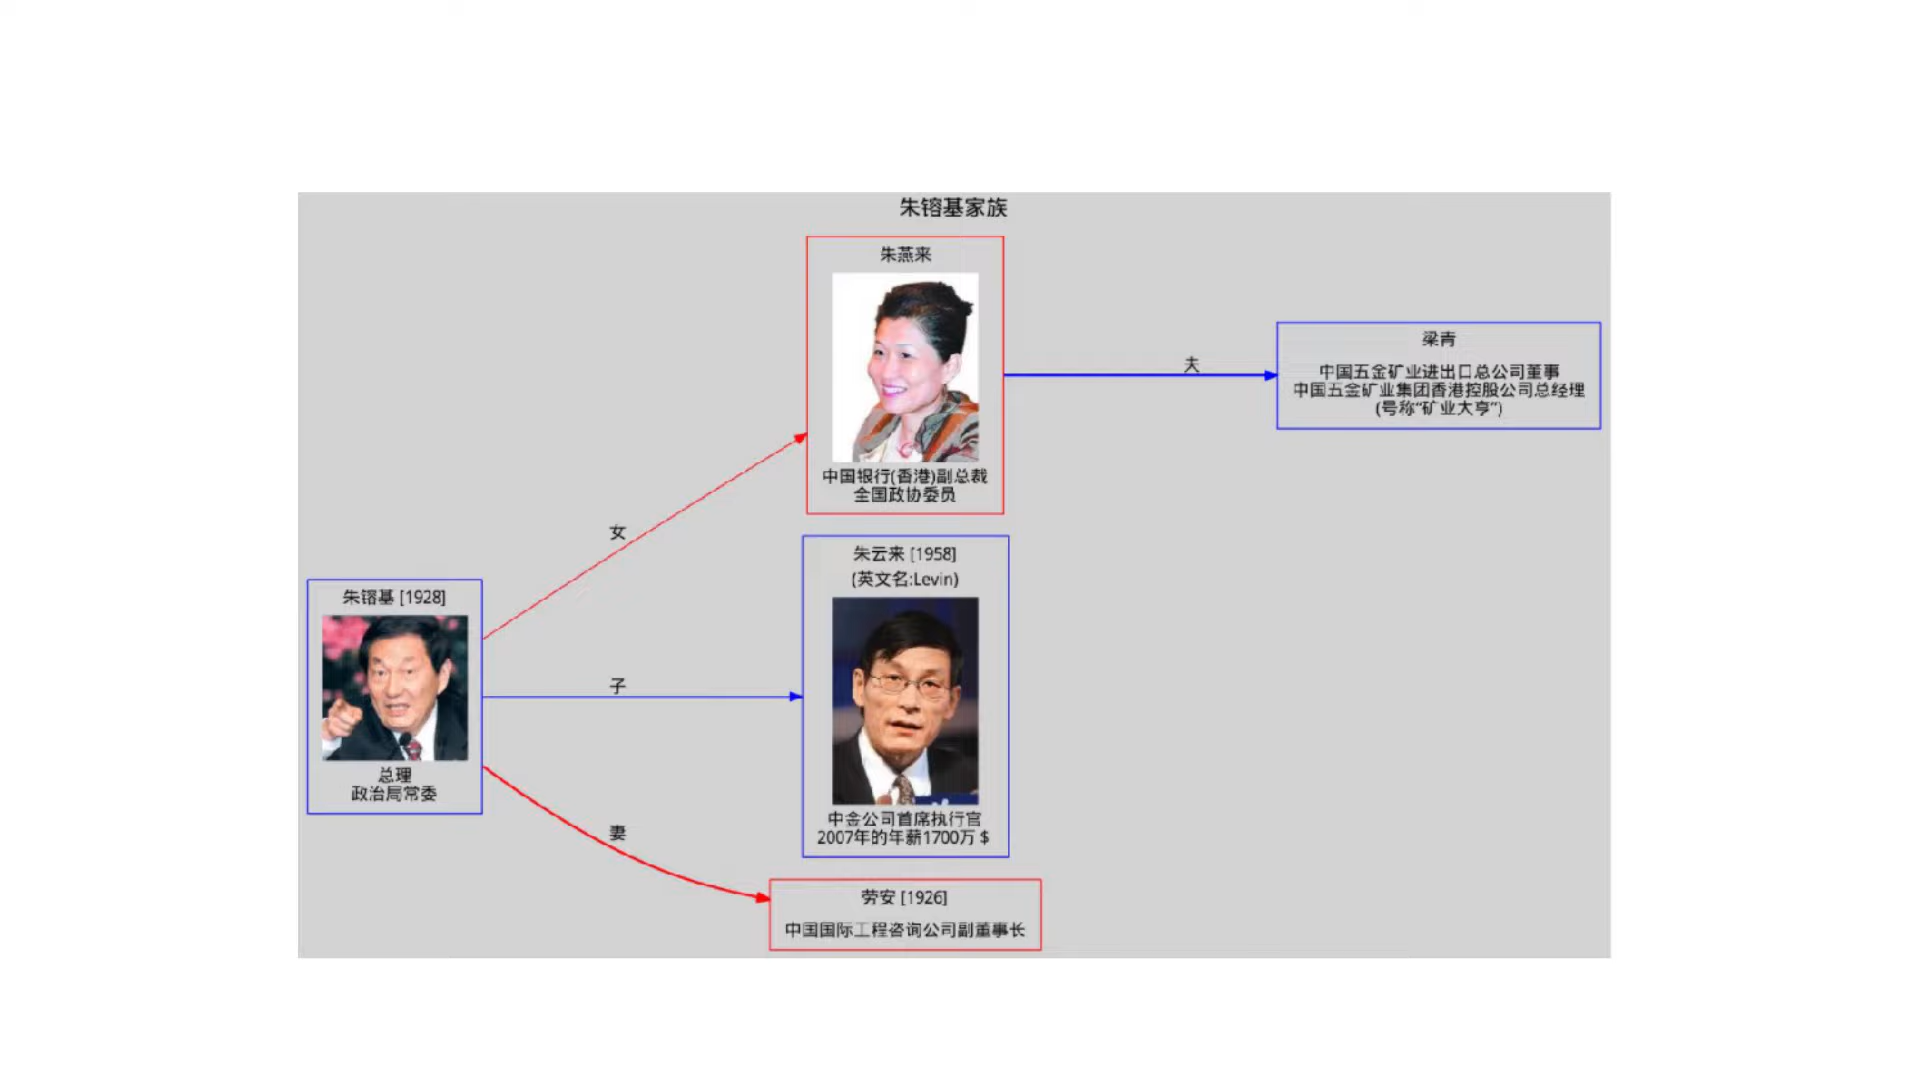 朱镕基家族
朱燕来
中国银行(香港)副总裁
全国政协委员
夫
梁青
中国五金矿业进出口总公司董事
中国五金矿业集团香港控股公司总经理
(号称“矿业大亨”)
女
朱云来 [1958]
(英文名:Levin)
中金公司首席执行官
2007年的年薪1700万 $
子
朱镕基 [1928]
总理
政治局常委
妻
劳安 [1926]
中国国际工程咨询公司副董事长